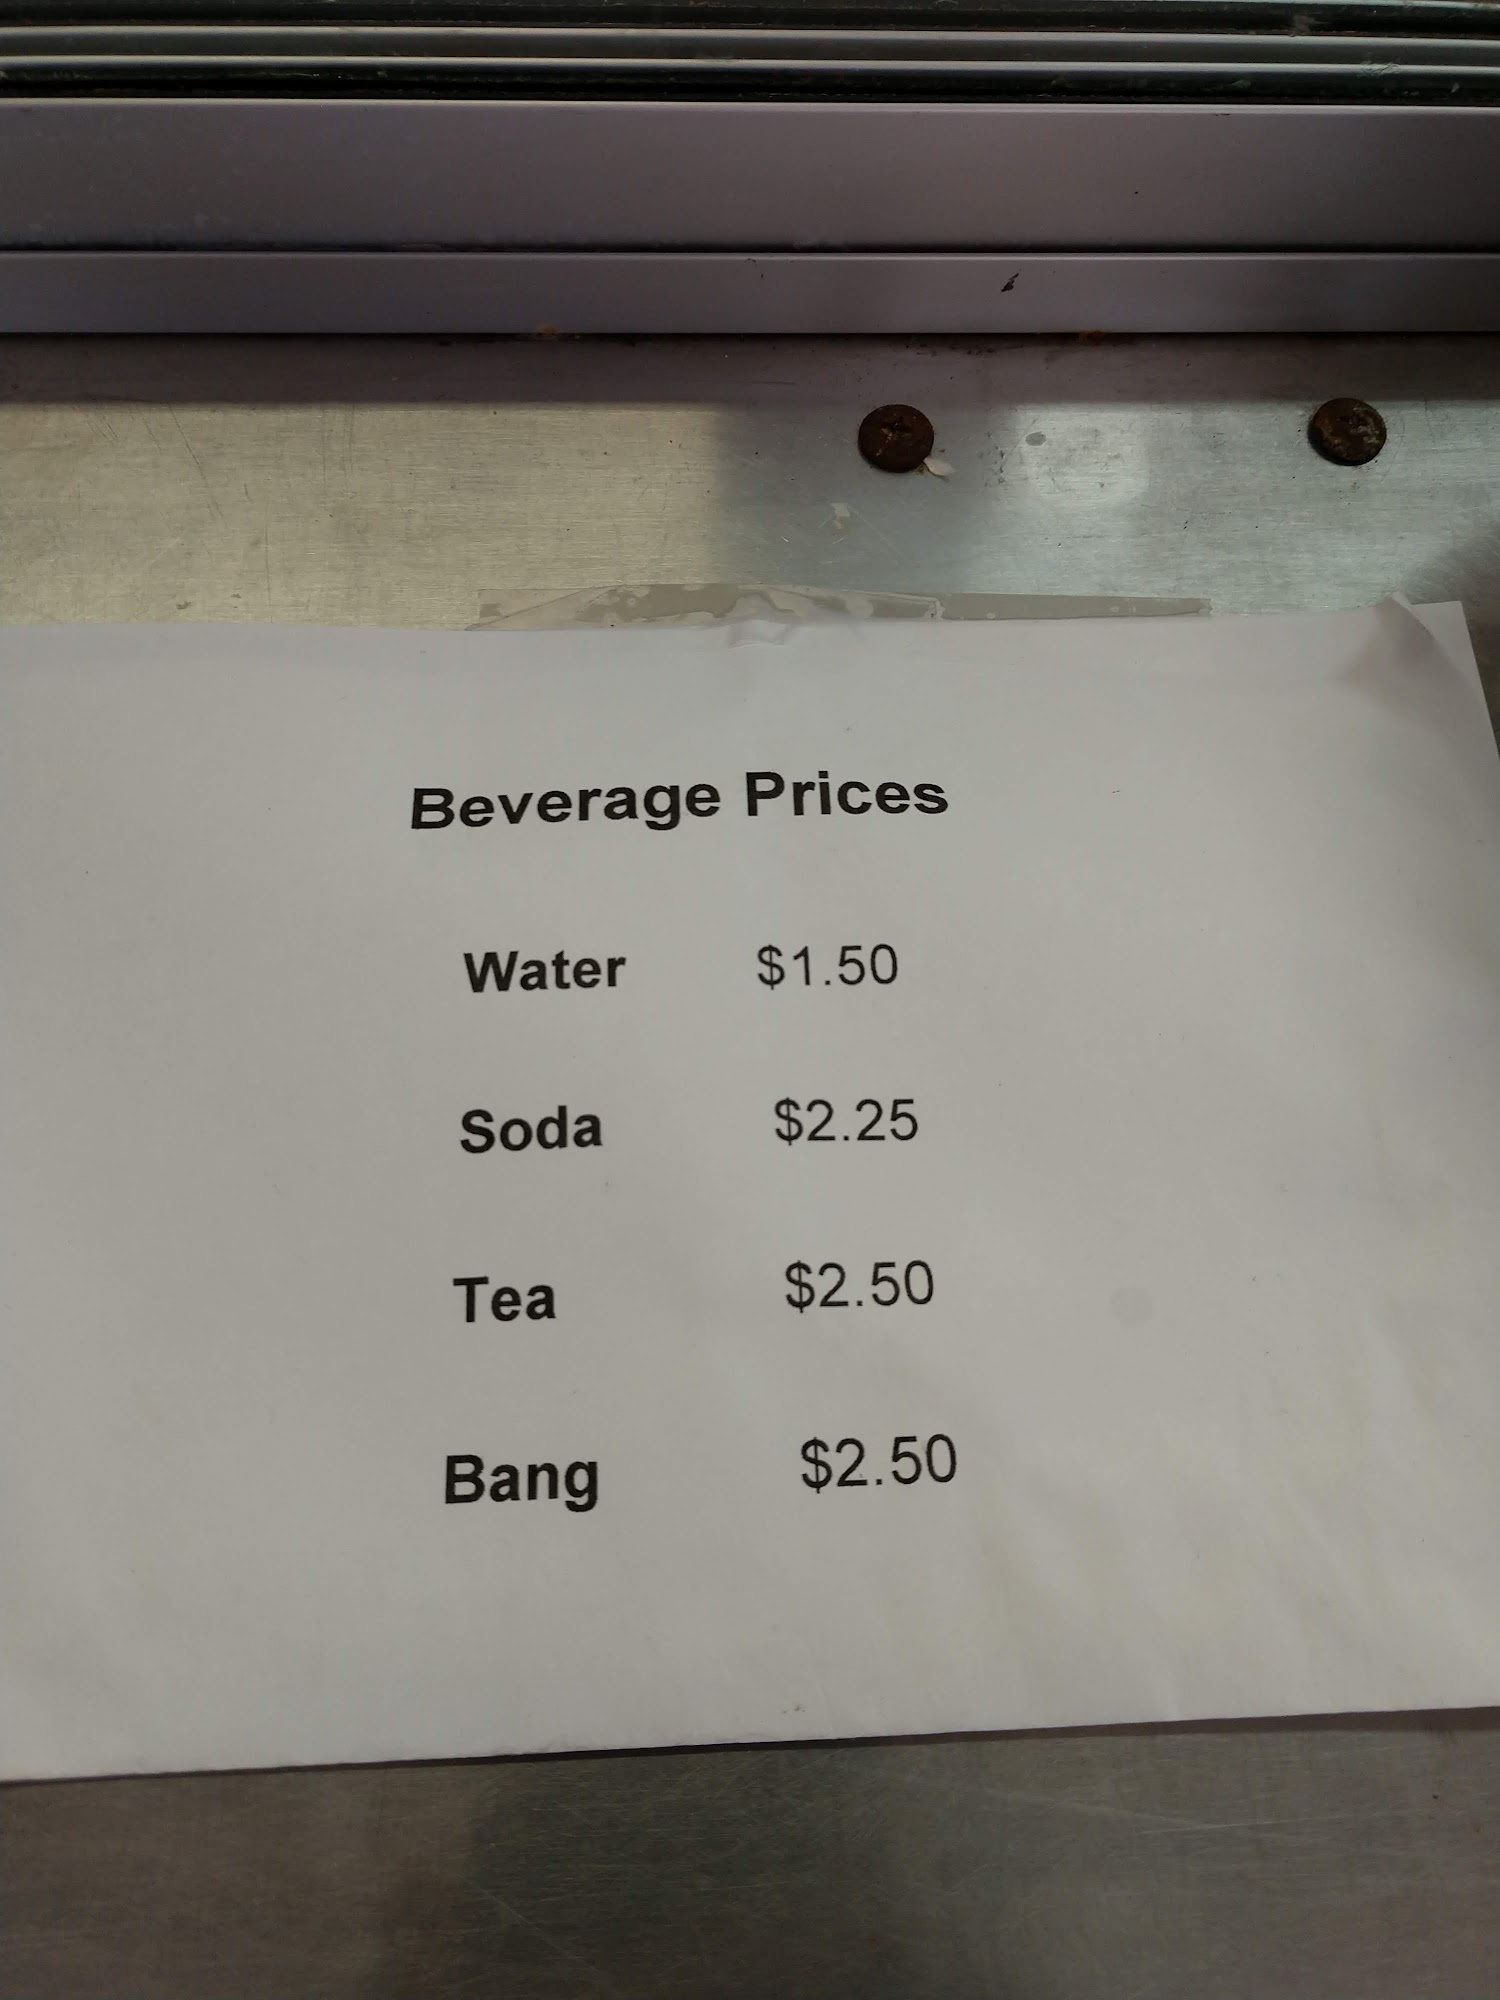 Beverage Prices
Water $1.50
Soda $2.25
Tea $2.50
Bang $2.50